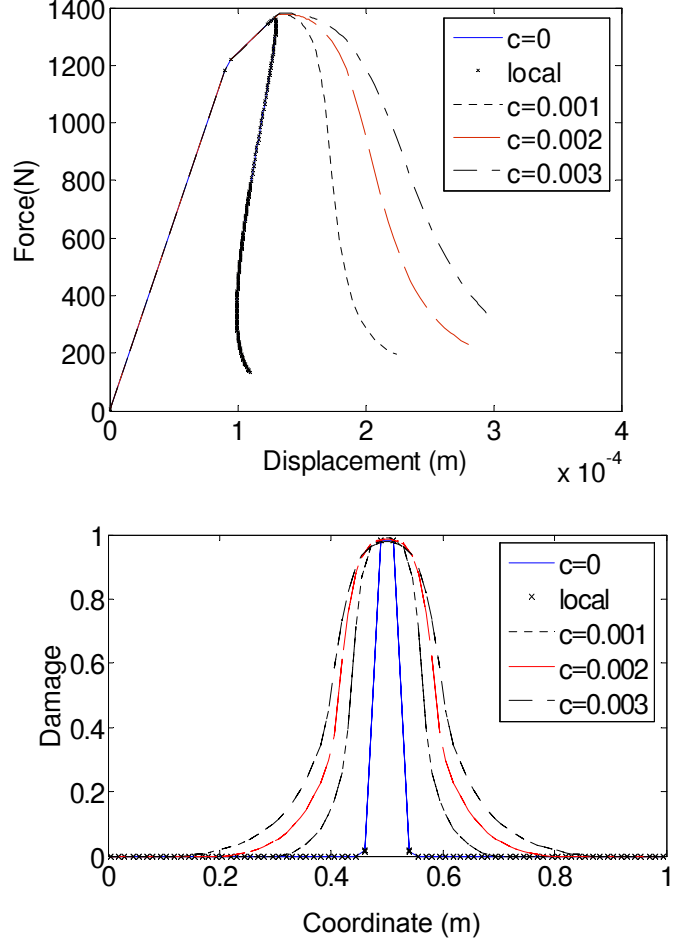 1400
1200
1000
800
600
400
200
0
Force(N)
0
1
2
3
4
Displacement (m)
x 10-4
c=0
local
c=0.001
c=0.002
c=0.003
1
0.8
0.6
0.4
0.2
0
Damage
0
0.2
0.4
0.6
0.8
1
Coordinate (m)
c=0
local
c=0.001
c=0.002
c=0.003